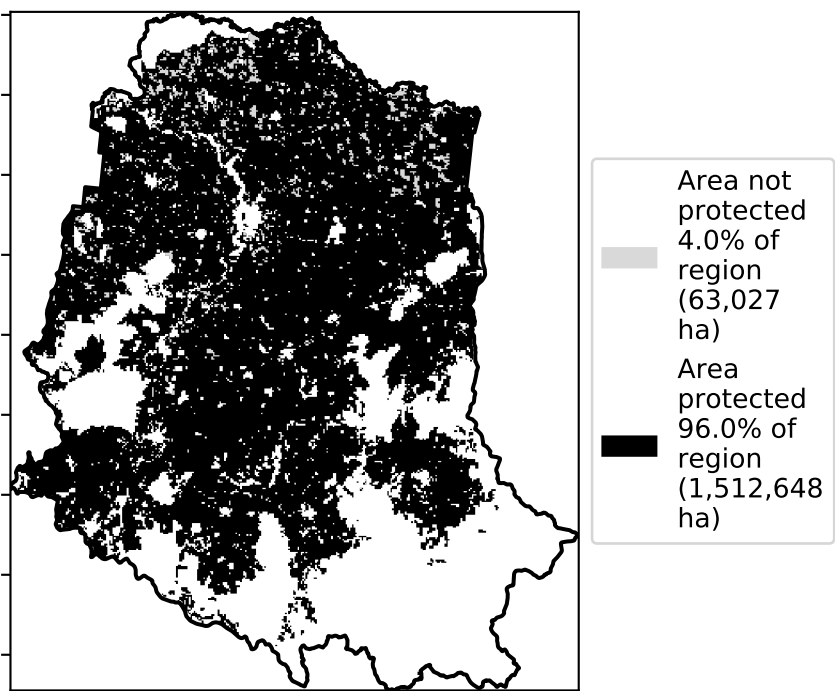 Area not
protected
4.0% of
region
(63,027
ha)
Area
protected
96.0% of
region
(1,512,648
ha)